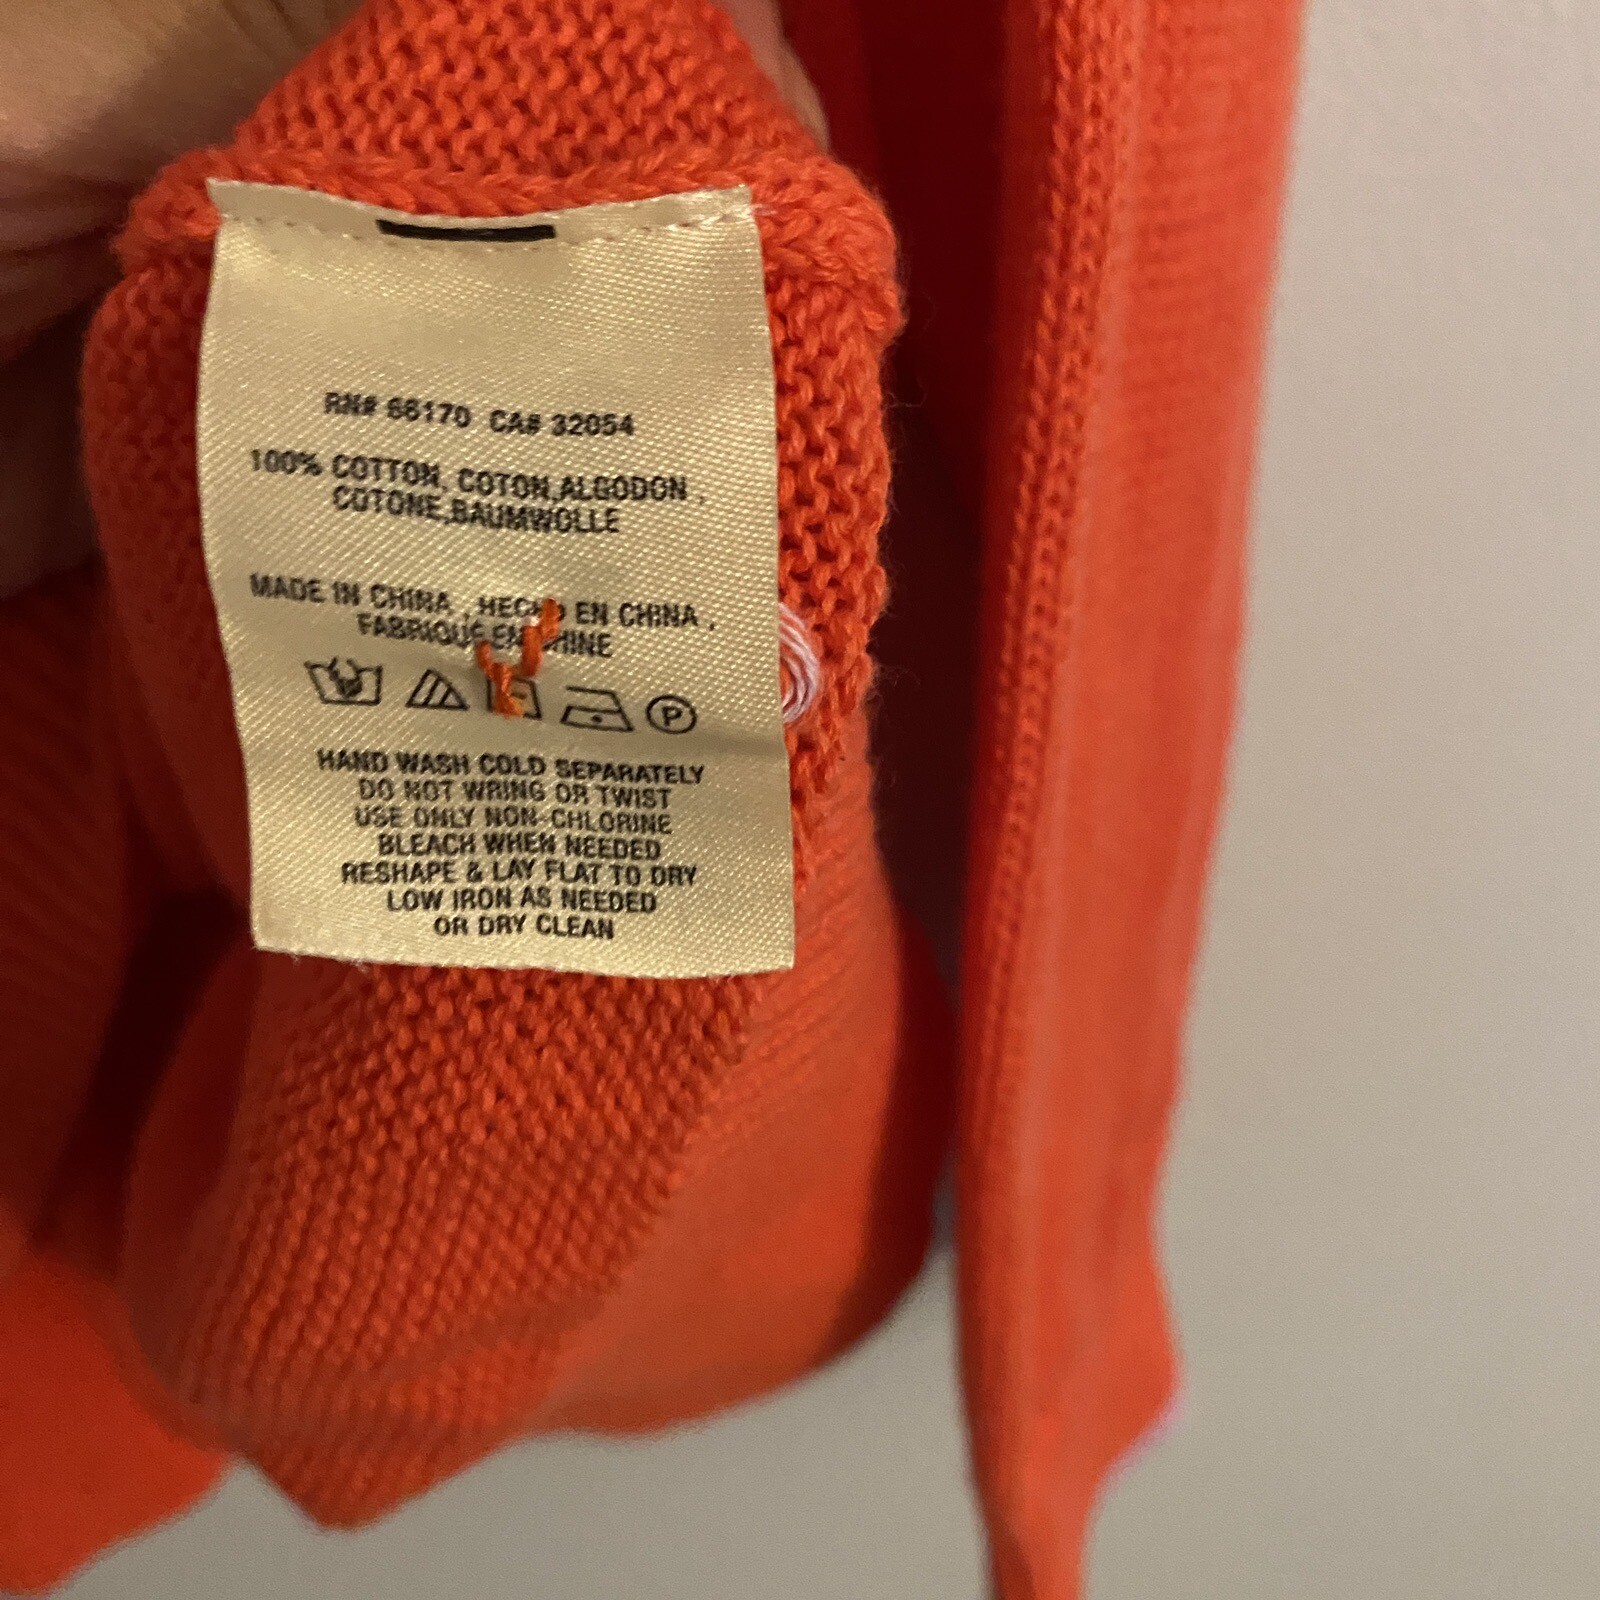 RN# 66170 CA# 32054
100% COTTON, COTON,ALGODON ,
COTONE,BAUMWOLLE
MADE IN CHINA , HECHO EN CHINA ,
FABRIQUE EN CHINE
P
HAND WASH COLD SEPARATELY
DO NOT WRING OR TWIST
USE ONLY NON-CHLORINE
BLEACH WHEN NEEDED
RESHAPE & LAY FLAT TO DRY
LOW IRON AS NEEDED
OR DRY CLEAN